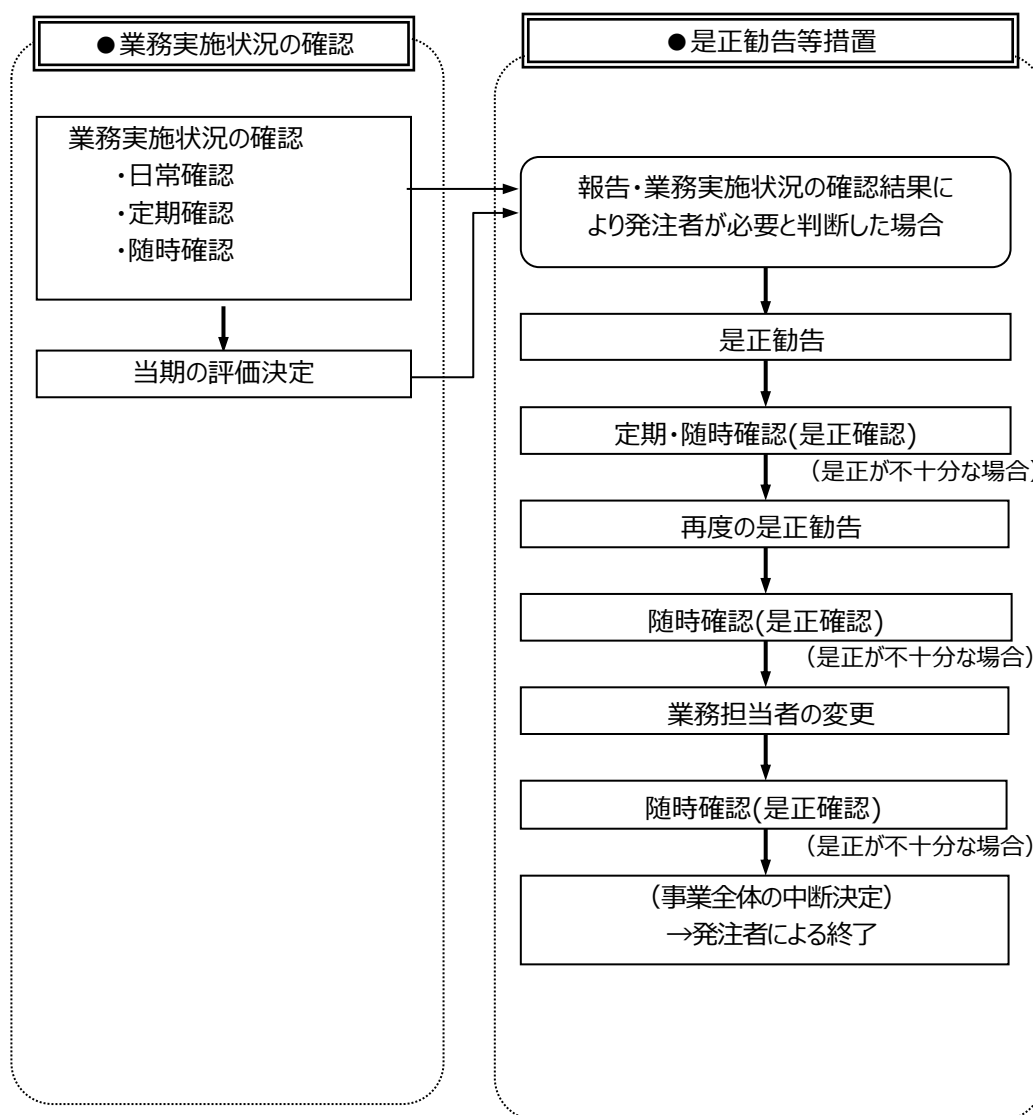 ●業務実施状況の確認
業務実施状況の確認
・日常確認
・定期確認
・随時確認
当期の評価決定
●是正勧告等措置
報告・業務実施状況の確認結果に
より発注者が必要と判断した場合
是正勧告
定期・随時確認(是正確認)
（是正が不十分な場合）
再度の是正勧告
随時確認(是正確認)
（是正が不十分な場合）
業務担当者の変更
随時確認(是正確認)
（是正が不十分な場合）
（事業全体の中断決定）
→発注者による終了